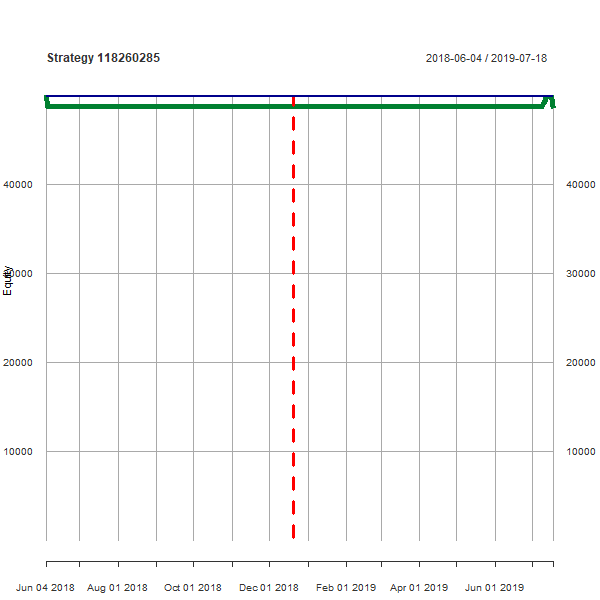 Strategy 118260285
2018-06-04 / 2019-07-18
40000
40000
Equity
30000
30000
20000
20000
10000
10000
Jun 04 2018
Aug 01 2018
Oct 01 2018
Dec 01 2018
Feb 01 2019
Apr 01 2019
Jun 01 2019